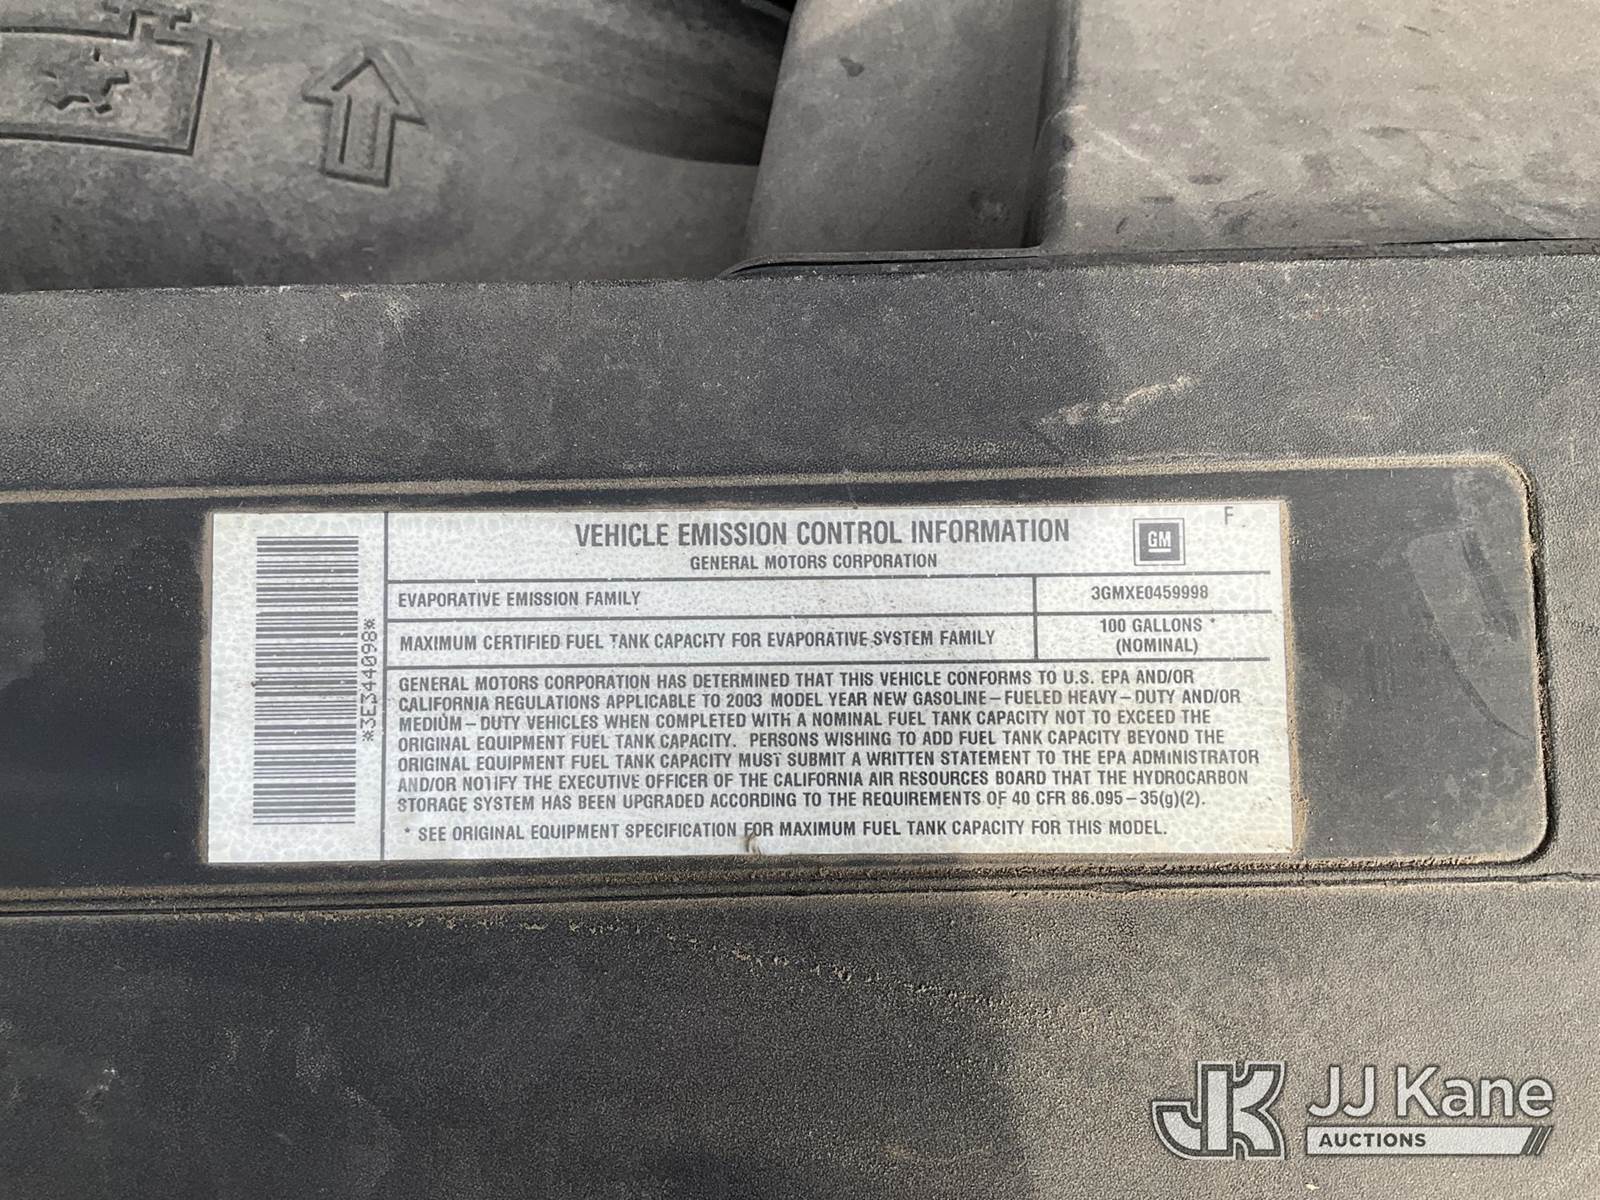 VEHICLE EMISSION CONTROL INFORMATION
GM
F
GENERAL MOTORS CORPORATION
EVAPORATIVE EMISSION FAMILY
3GMXE0459998
MAXIMUM CERTIFIED FUEL TANK CAPACITY FOR EVAPORATIVE SYSTEM FAMILY
100 GALLONS *
(NOMINAL)
GENERAL MOTORS CORPORATION HAS DETERMINED THAT THIS VEHICLE CONFORMS TO U.S. EPA AND/OR
CALIFORNIA REGULATIONS APPLICABLE TO 2003 MODEL YEAR NEW GASOLINE–FUELED HEAVY–DUTY AND/OR
MEDIUM–DUTY VEHICLES WHEN COMPLETED WITH A NOMINAL FUEL TANK CAPACITY NOT TO EXCEED THE
ORIGINAL EQUIPMENT FUEL TANK CAPACITY. PERSONS WISHING TO ADD FUEL TANK CAPACITY BEYOND THE
ORIGINAL EQUIPMENT FUEL TANK CAPACITY MUST SUBMIT A WRITTEN STATEMENT TO THE EPA ADMINISTRATOR
AND/OR NOTIFY THE EXECUTIVE OFFICER OF THE CALIFORNIA AIR RESOURCES BOARD THAT THE HYDROCARBON
STORAGE SYSTEM HAS BEEN UPGRADED ACCORDING TO THE REQUIREMENTS OF 40 CFR 86.095–35(g)(2).
* SEE ORIGINAL EQUIPMENT SPECIFICATION FOR MAXIMUM FUEL TANK CAPACITY FOR THIS MODEL.
*3E344098*
JK
JJ Kane
AUCTIONS